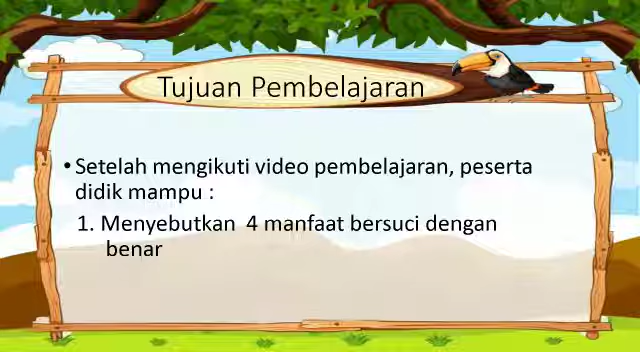 Tujuan Pembelajaran
• Setelah mengikuti video pembelajaran, peserta
didik mampu :
1. Menyebutkan 4 manfaat bersuci dengan
benar